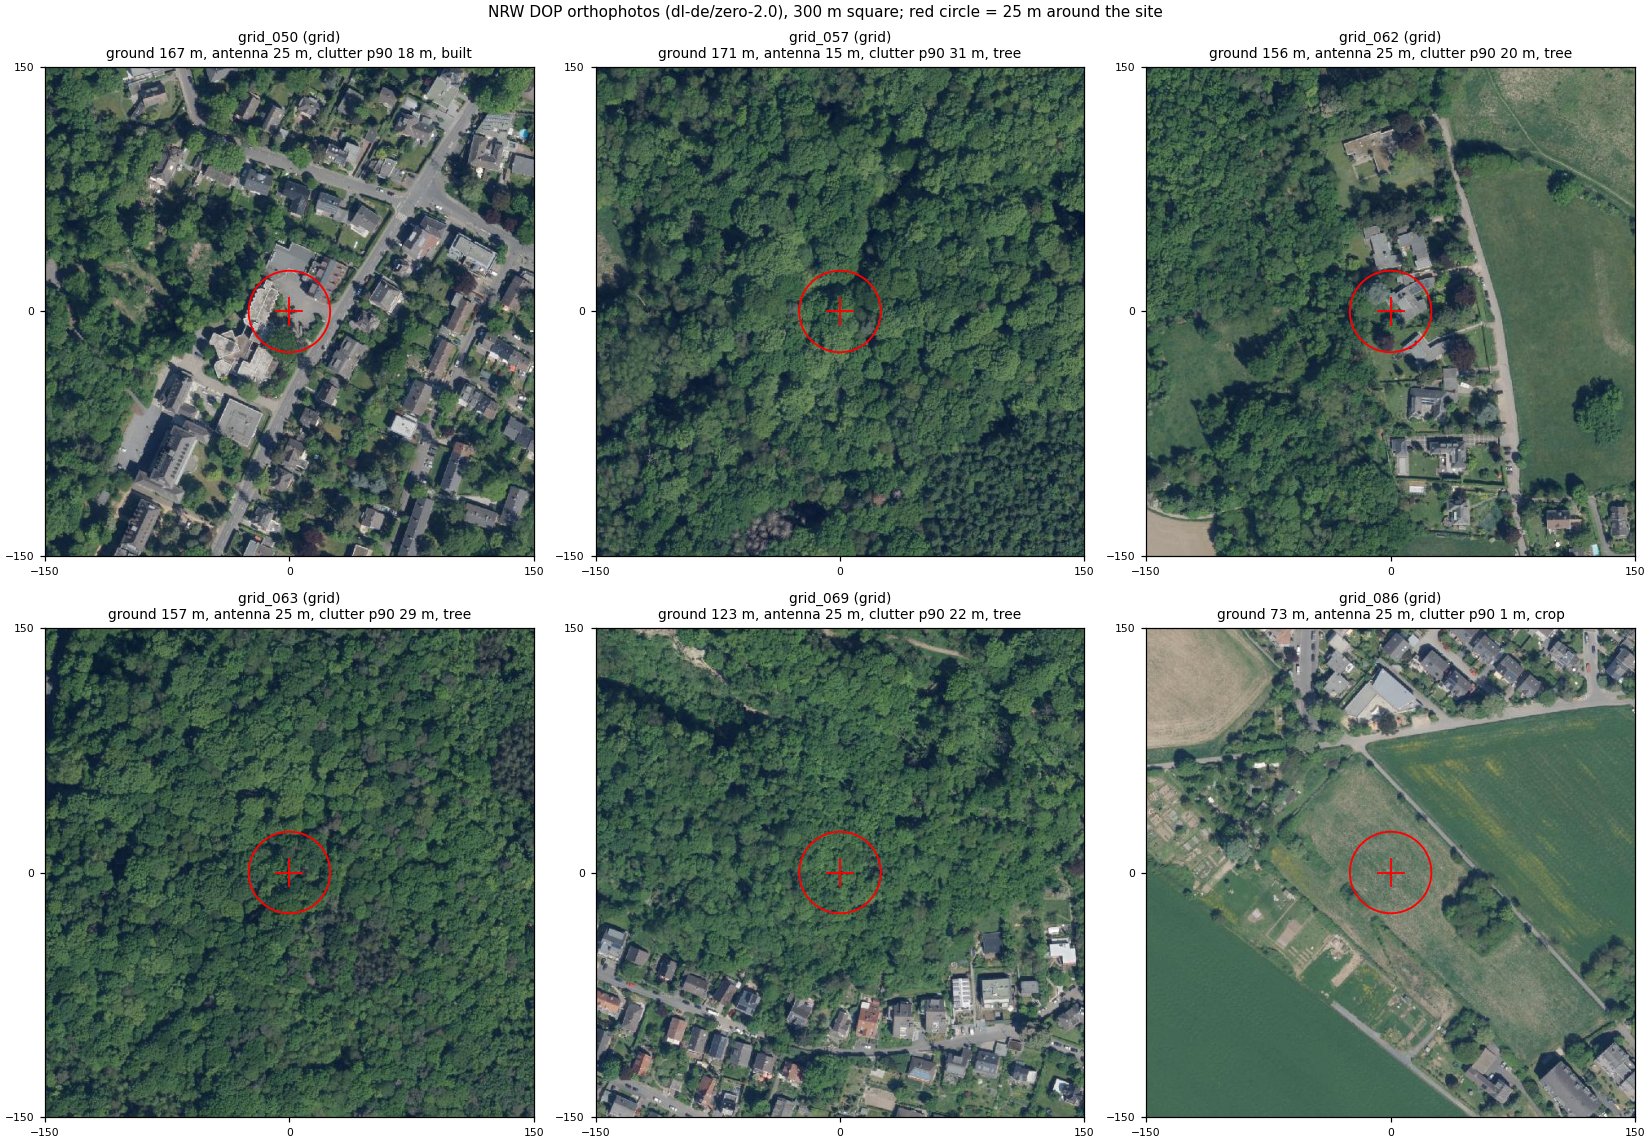 NRW DOP orthophotos (dl-de/zero-2.0), 300 m square; red circle = 25 m around the site
grid_050 (grid)
ground 167 m, antenna 25 m, clutter p90 18 m, built
150
0
−150
−150
0
150
grid_057 (grid)
ground 171 m, antenna 15 m, clutter p90 31 m, tree
150
0
−150
−150
0
150
grid_062 (grid)
ground 156 m, antenna 25 m, clutter p90 20 m, tree
150
0
−150
−150
0
150
grid_063 (grid)
ground 157 m, antenna 25 m, clutter p90 29 m, tree
150
0
−150
−150
0
150
grid_069 (grid)
ground 123 m, antenna 25 m, clutter p90 22 m, tree
150
0
−150
−150
0
150
grid_086 (grid)
ground 73 m, antenna 25 m, clutter p90 1 m, crop
150
0
−150
−150
0
150